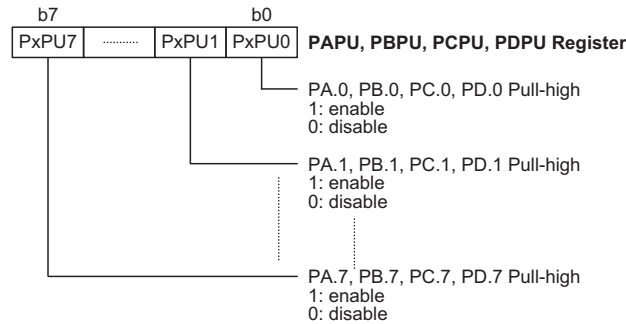 b7 b0
PxPU7 PxPU1 PxPU0 PAPU, PBPU, PCPU, PDPU Register
PA.0, PB.0, PC.0, PD.0 Pull-high
1: enable
0: disable
PA.1, PB.1, PC.1, PD.1 Pull-high
1: enable
0: disable
PA.7, PB.7, PC.7, PD.7 Pull-high
1: enable
0: disable